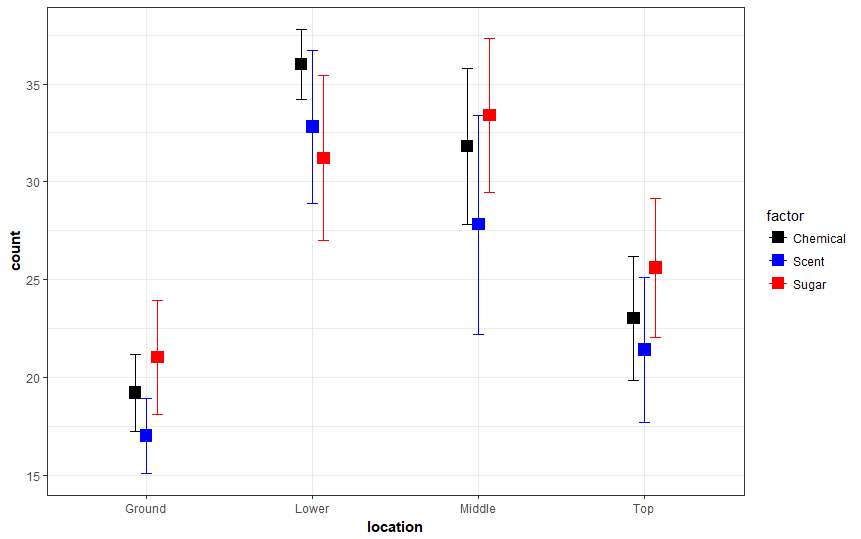 35
30
25
20
15
count
Ground Lower Middle Top
location
factor
Chemical
Scent
Sugar